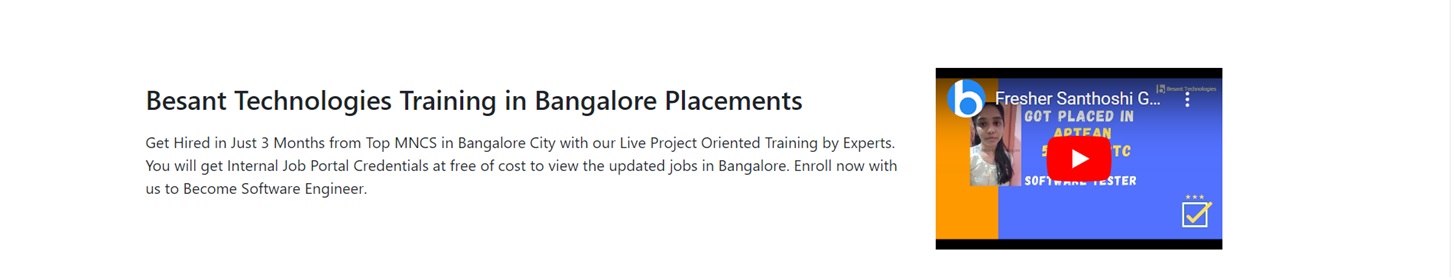 Besant Technologies Training in Bangalore Placements
Get Hired in Just 3 Months from Top MNCS in Bangalore City with our Live Project Oriented Training by Experts.
You will get Internal Job Portal Credentials at free of cost to view the updated jobs in Bangalore. Enroll now with
us to Become Software Engineer.
Besant Technologies
Fresher Santhoshi G...
GOT PLACED IN
APTEAN
5
TC
SOFTWARE TESTER